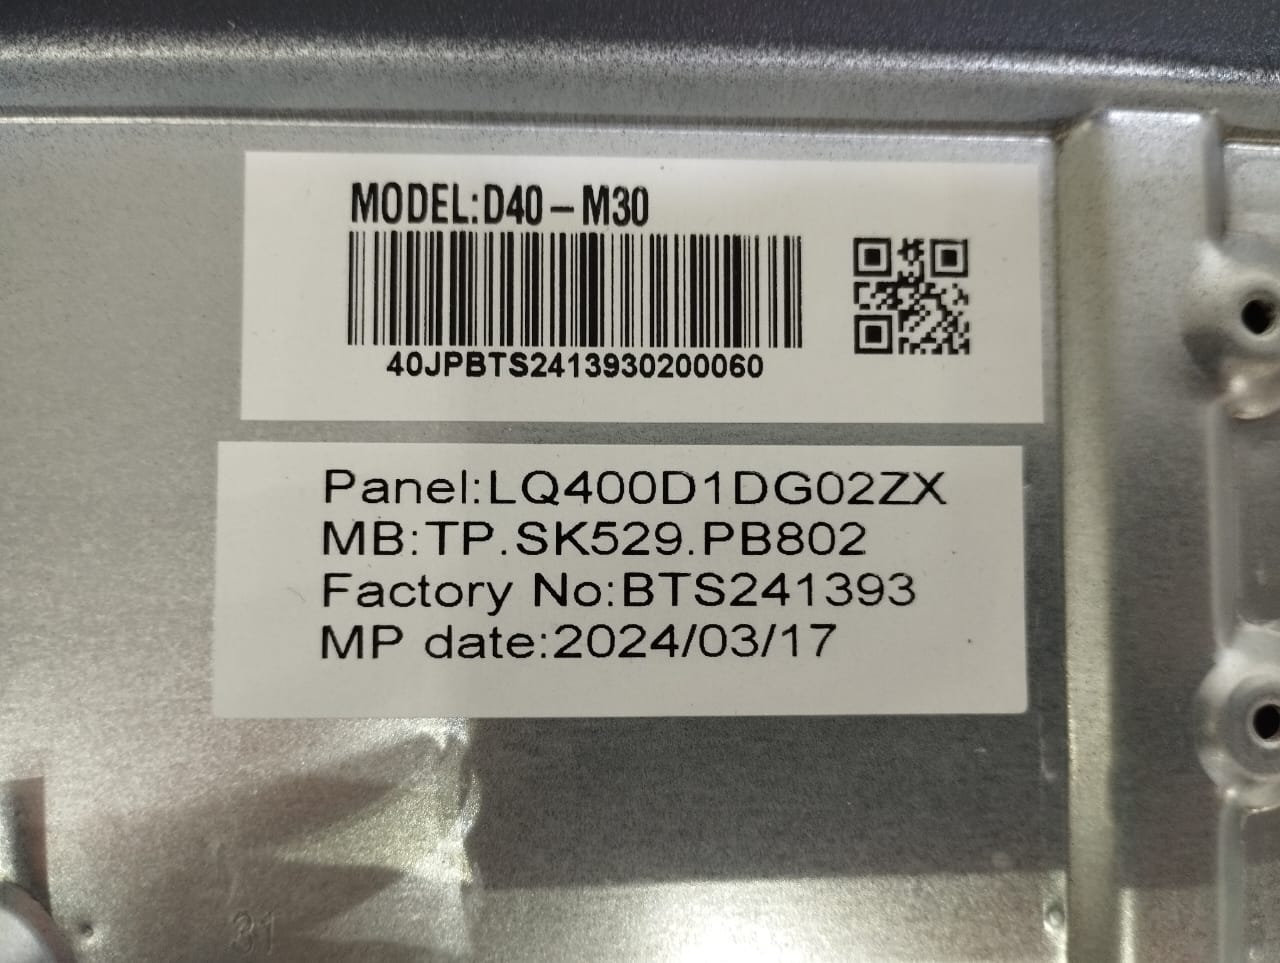 MODEL:D40-M30
40JPBTS2413930200060
Panel:LQ400D1DG02ZX
MB:TP.SK529.PB802
Factory No:BTS241393
MP date:2024/03/17
31